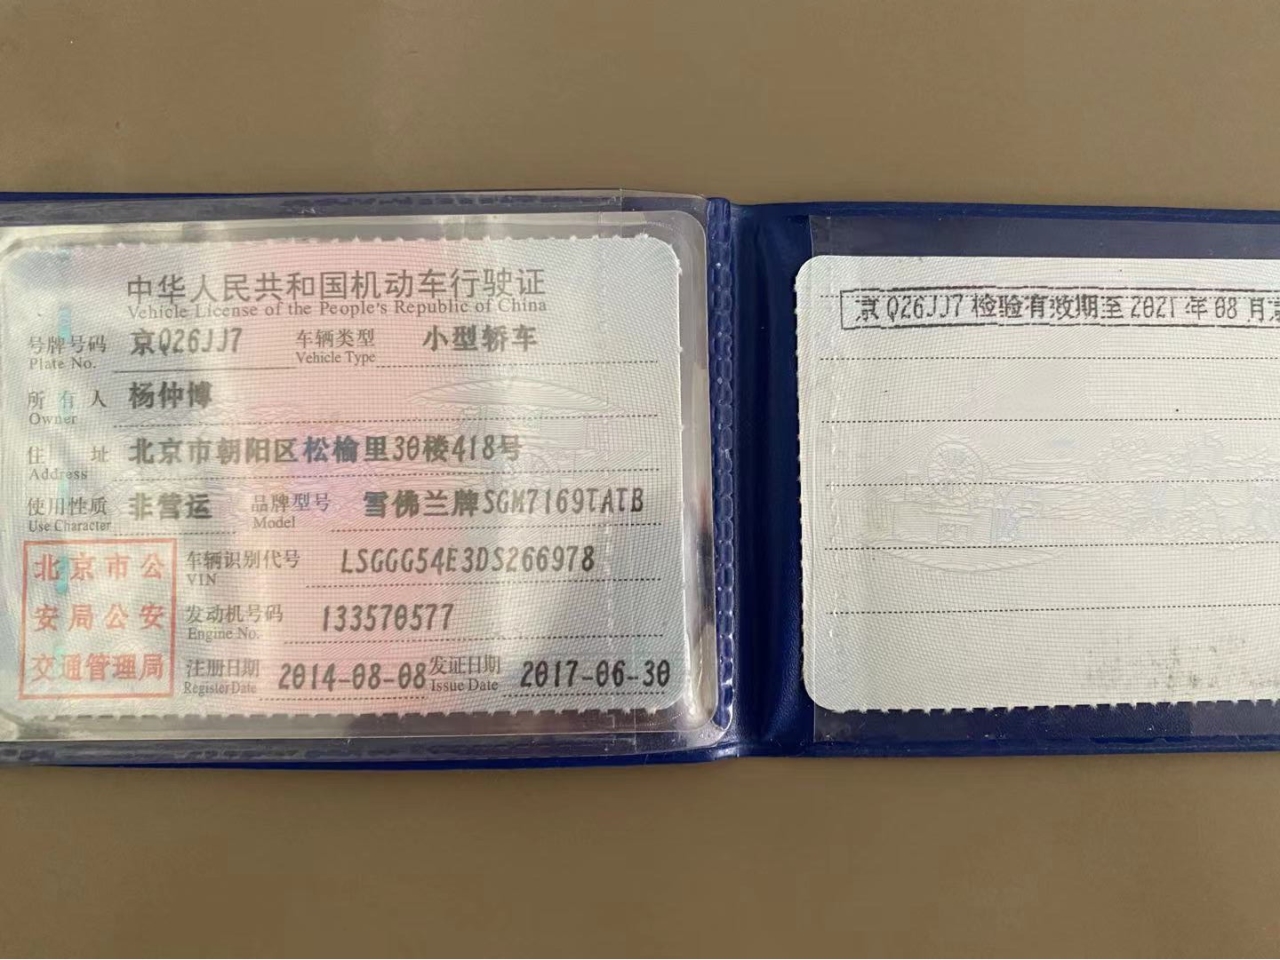 中华人民共和国机动车行驶证
Vehicle License of the People's Republic of China
号牌号码 京Q26JJ7 车辆类型 小型轿车
Plate No. Vehicle Type
所有人 杨仲博
Owner
住址 北京市朝阳区松榆里30楼418号
Address
使用性质 非营运 品牌型号 雪佛兰牌SGM7169TATB
Use Character Model
北京市公
安局公安
交通管理局
车辆识别代号 LSGGG54E3DS266978
VIN
发动机号码 133570577
Engine No.
注册日期 2014-08-08 发证日期 2017-06-30
Register Date Issue Date
京Q26JJ7 检验有效期至2021年08月